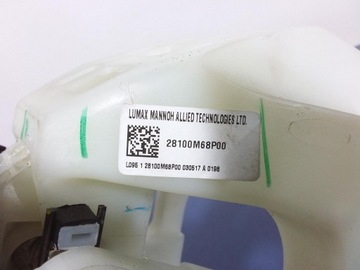 LUMAX MANNOH ALLIED TECHNOLOGIES LTD.
28100M68P00
L096 1 28100M68P00 030517 A 0198